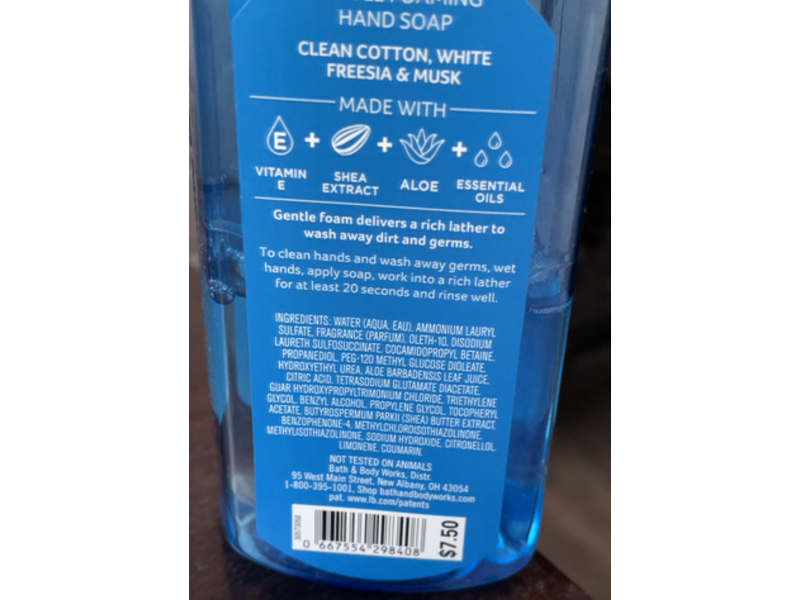 FOAMING
HAND SOAP
CLEAN COTTON, WHITE
FREESIA & MUSK
MADE WITH
E + + +
VITAMIN
E
SHEA
EXTRACT
ALOE
ESSENTIAL
OILS
Gentle foam delivers a rich lather to
wash away dirt and germs.
To clean hands and wash away germs, wet
hands, apply soap, work into a rich lather
for at least 20 seconds and rinse well.
INGREDIENTS: WATER (AQUA, EAU), AMMONIUM LAURYL
SULFATE, FRAGRANCE (PARFUM), OLETH-10, DISODIUM
LAURETH SULFOSUCCINATE, COCAMIDOPROPYL BETAINE,
PROPANEDIOL, PEG-120 METHYL GLUCOSE DIOLEATE,
HYDROXYETHYL UREA, ALOE BARBADENSIS LEAF JUICE,
CITRIC ACID, TETRASODIUM GLUTAMATE DIACETATE,
GUAR HYDROXYPROPYLTRIMONIUM CHLORIDE, TRIETHYLENE
GLYCOL, BENZYL ALCOHOL, PROPYLENE GLYCOL, TOCOPHERYL
ACETATE, BUTYROSPERMUM PARKII (SHEA) BUTTER EXTRACT,
BENZOPHENONE-4, METHYLCHLOROISOTHIAZOLINONE,
METHYLISOTHIAZOLINONE, SODIUM HYDROXIDE, CITRONELLOL,
LIMONENE, COUMARIN.
NOT TESTED ON ANIMALS
Bath & Body Works, Distr.
95 West Main Street, New Albany, OH 43054
1-800-395-1001, Shop bathandbodyworks.com
pat. www.lb.com/patents
0 667554 298408
$7.50